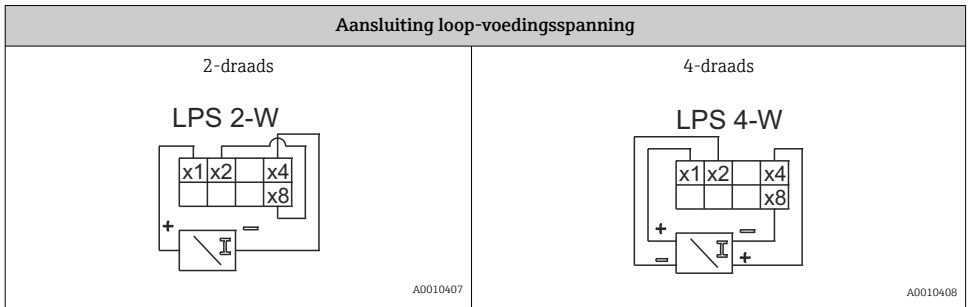 Aansluiting loop-voedingsspanning
2-draads
LPS 2-W
x1 x2 x4
x8
+ −
I
A0010407
4-draads
LPS 4-W
x1 x2 x4
x8
+ −
I
− +
A0010408